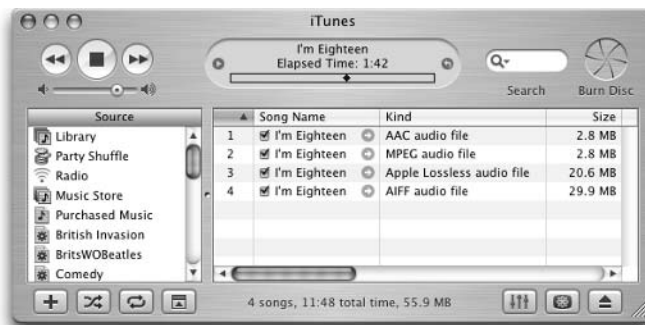 iTunes
I'm Eighteen
Elapsed Time: 1:42
Search
Burn Disc
Source
Library
Party Shuffle
Radio
Music Store
Purchased Music
British Invasion
BritsWOBeatles
Comedy
Song Name Kind Size
1 I'm Eighteen AAC audio file 2.8 MB
2 I'm Eighteen MPEG audio file 2.8 MB
3 I'm Eighteen Apple Lossless audio file 20.6 MB
4 I'm Eighteen AIFF audio file 29.9 MB
4 songs, 11:48 total time, 55.9 MB